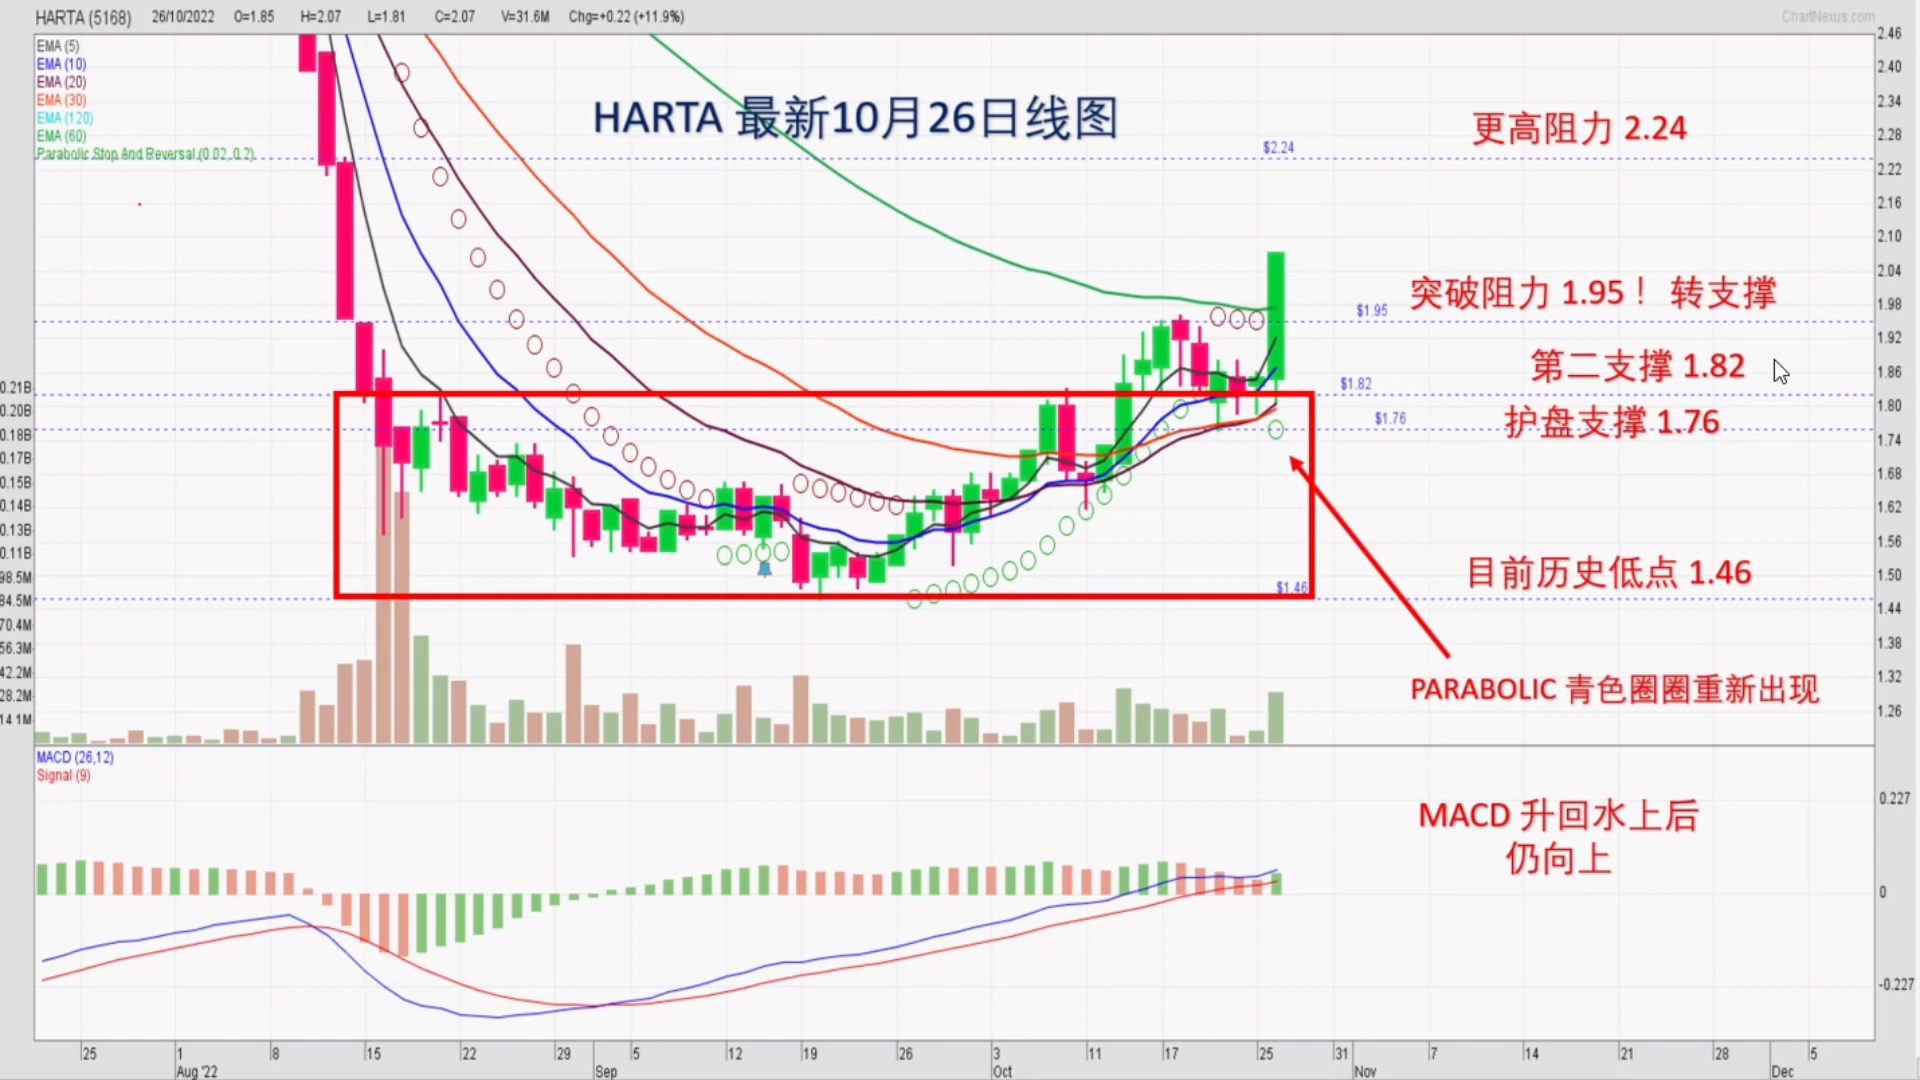 HARTA (5168) 26/10/2022 O=1.85 H=2.07 L=1.81 C=2.07 V=31.6M Chg=+0.22 (+11.9%)
ChartNexus.com
EMA (5)
EMA (10)
EMA (20)
EMA (30)
EMA (120)
EMA (60)
Parabolic Stop And Reversal (0.02, 0.2)
HARTA 最新10月26日线图
更高阻力 2.24
$2.24
突破阻力 1.95！ 转支撑
$1.95
第二支撑 1.82
$1.82
护盘支撑 1.76
$1.76
目前历史低点 1.46
$1.46
PARABOLIC 青色圈圈重新出现
2.46
2.40
2.34
2.28
2.22
2.16
2.10
2.04
1.98
1.92
1.86
1.80
1.74
1.68
1.62
1.56
1.50
1.44
1.38
1.32
1.26
0.21B
0.20B
0.18B
0.17B
0.15B
0.14B
0.13B
0.11B
98.5M
84.5M
70.4M
56.3M
42.2M
28.2M
14.1M
MACD (26,12)
Signal (9)
MACD 升回水上后
仍向上
0.227
0
-0.227
25 1 8 15 22 29 5 12 19 26 3 11 17 25 31 7 14 21 28 5
Aug '22 Sep Oct Nov Dec